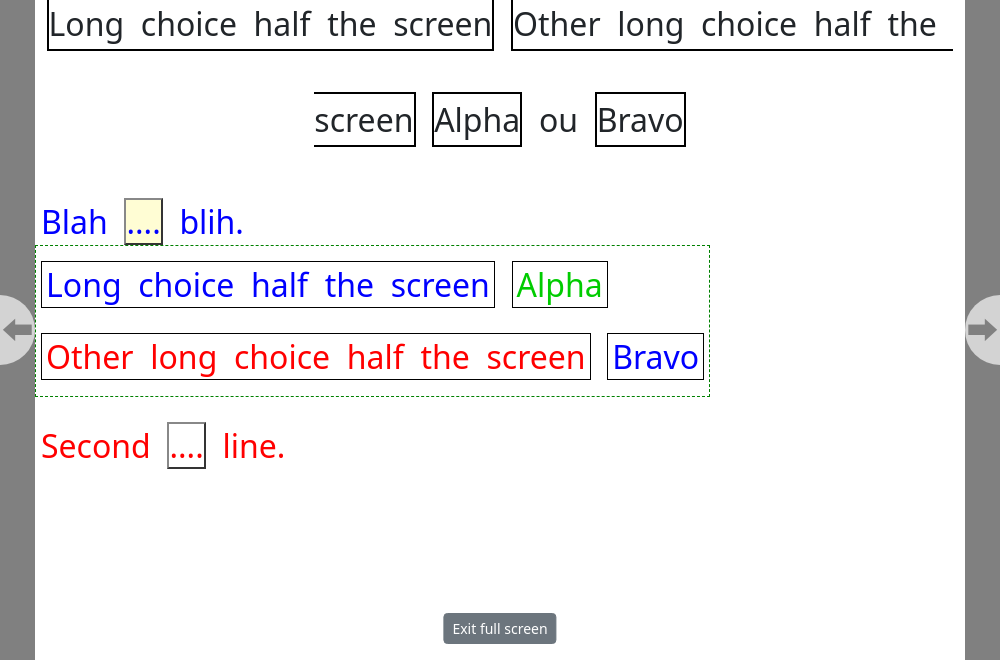 Long choice half the screen Other long choice half the
screen Alpha ou Bravo
Blah .... blih.
Long choice half the screen Alpha
Other long choice half the screen Bravo
Second .... line.
Exit full screen